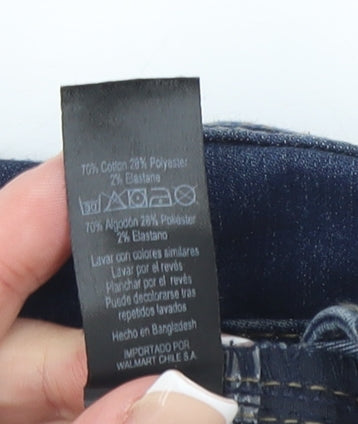 70% Cotton 28% Polyester
2% Elastane
30
70% Algodón 28% Poliéster
2% Elastano
Lavar con colores similares
Lavar por el revés
Planchar por el revés
Puede decolorarse tras
repetidos lavados
Hecho en Bangladesh
IMPORTADO POR
WALMART CHILE S.A.